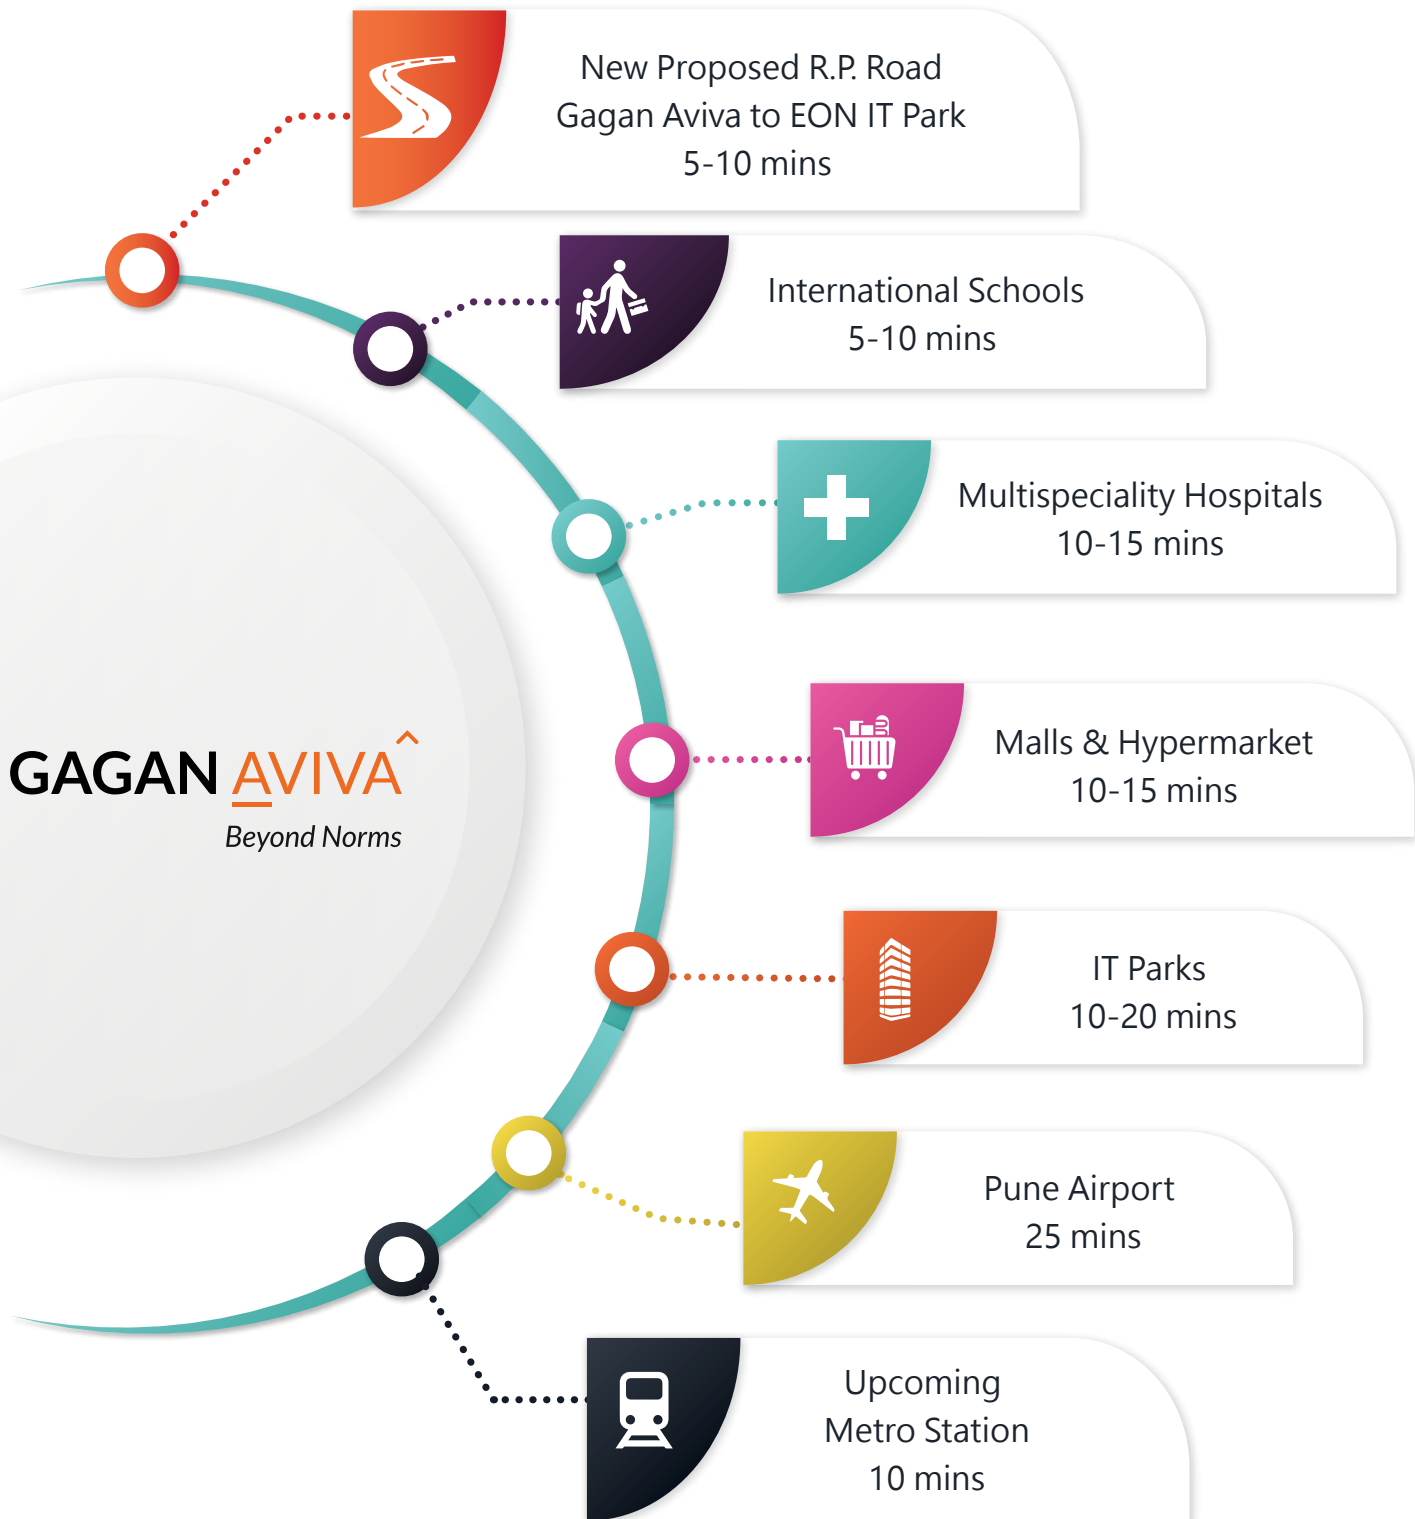 New Proposed R.P. Road
Gagan Aviva to EON IT Park
5-10 mins
International Schools
5-10 mins
Multispeciality Hospitals
10-15 mins
Malls & Hypermarket
10-15 mins
GAGAN AVIVA
Beyond Norms
IT Parks
10-20 mins
Pune Airport
25 mins
Upcoming
Metro Station
10 mins